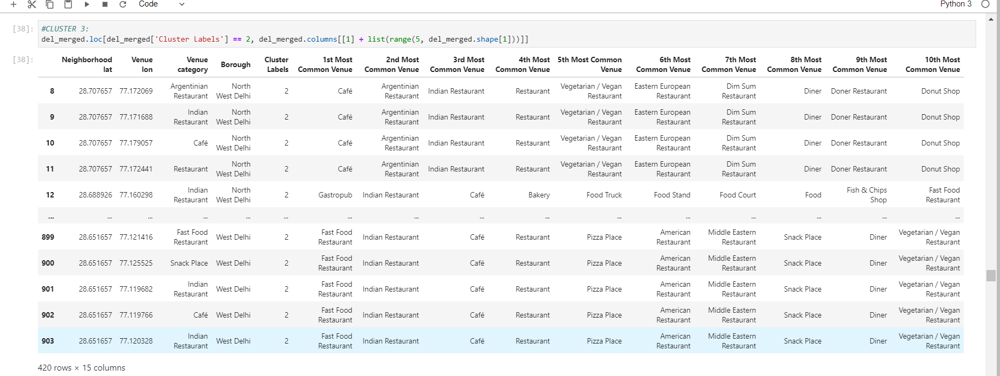 Code
Python 3
[38]:
#CLUSTER 3:
del_merged.loc[del_merged['Cluster Labels'] == 2, del_merged.columns[[1] + list(range(5, del_merged.shape[1]))]]
[38]:
Neighborhood lat Venue lon Venue category Borough Cluster Labels 1st Most Common Venue 2nd Most Common Venue 3rd Most Common Venue 4th Most Common Venue 5th Most Common Venue 6th Most Common Venue 7th Most Common Venue 8th Most Common Venue 9th Most Common Venue 10th Most Common Venue
8 28.707657 77.172069 Argentinian Restaurant North West Delhi 2 Café Argentinian Restaurant Indian Restaurant Restaurant Vegetarian / Vegan Restaurant Eastern European Restaurant Dim Sum Restaurant Diner Doner Restaurant Donut Shop
9 28.707657 77.171688 Indian Restaurant North West Delhi 2 Café Argentinian Restaurant Indian Restaurant Restaurant Vegetarian / Vegan Restaurant Eastern European Restaurant Dim Sum Restaurant Diner Doner Restaurant Donut Shop
10 28.707657 77.179057 Café North West Delhi 2 Café Argentinian Restaurant Indian Restaurant Restaurant Vegetarian / Vegan Restaurant Eastern European Restaurant Dim Sum Restaurant Diner Doner Restaurant Donut Shop
11 28.707657 77.172441 Restaurant North West Delhi 2 Café Argentinian Restaurant Indian Restaurant Restaurant Vegetarian / Vegan Restaurant Eastern European Restaurant Dim Sum Restaurant Diner Doner Restaurant Donut Shop
12 28.688926 77.160298 Indian Restaurant North West Delhi 2 Gastropub Indian Restaurant Café Bakery Food Truck Food Stand Food Court Food Fish & Chips Shop Fast Food Restaurant
... ... ... ... ... ... ... ... ... ... ... ... ... ... ... ...
899 28.651657 77.121416 Fast Food Restaurant West Delhi 2 Fast Food Restaurant Indian Restaurant Café Restaurant Pizza Place American Restaurant Middle Eastern Restaurant Snack Place Diner Vegetarian / Vegan Restaurant
900 28.651657 77.125525 Snack Place West Delhi 2 Fast Food Restaurant Indian Restaurant Café Restaurant Pizza Place American Restaurant Middle Eastern Restaurant Snack Place Diner Vegetarian / Vegan Restaurant
901 28.651657 77.119682 Indian Restaurant West Delhi 2 Fast Food Restaurant Indian Restaurant Café Restaurant Pizza Place American Restaurant Middle Eastern Restaurant Snack Place Diner Vegetarian / Vegan Restaurant
902 28.651657 77.119766 Café West Delhi 2 Fast Food Restaurant Indian Restaurant Café Restaurant Pizza Place American Restaurant Middle Eastern Restaurant Snack Place Diner Vegetarian / Vegan Restaurant
903 28.651657 77.120328 Indian Restaurant West Delhi 2 Fast Food Restaurant Indian Restaurant Café Restaurant Pizza Place American Restaurant Middle Eastern Restaurant Snack Place Diner Vegetarian / Vegan Restaurant
420 rows × 15 columns